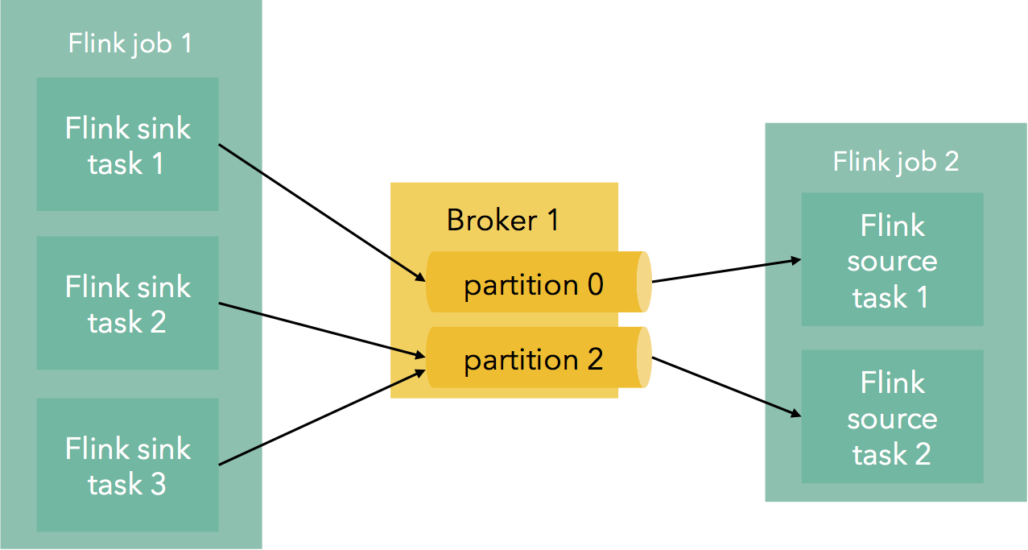 Flink job 1
Flink sink
task 1
Flink sink
task 2
Flink sink
task 3
Broker 1
partition 0
partition 2
Flink job 2
Flink
source
task 1
Flink
source
task 2